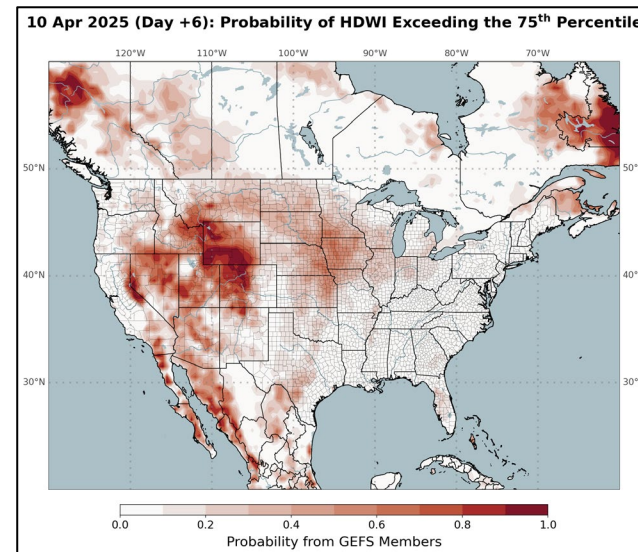 10 Apr 2025 (Day +6): Probability of HDWI Exceeding the 75th Percentile
120°W 110°W 100°W 90°W 80°W 70°W
50°N 50°N
40°N 40°N
30°N 30°N
0.0 0.2 0.4 0.6 0.8 1.0
Probability from GEFS Members